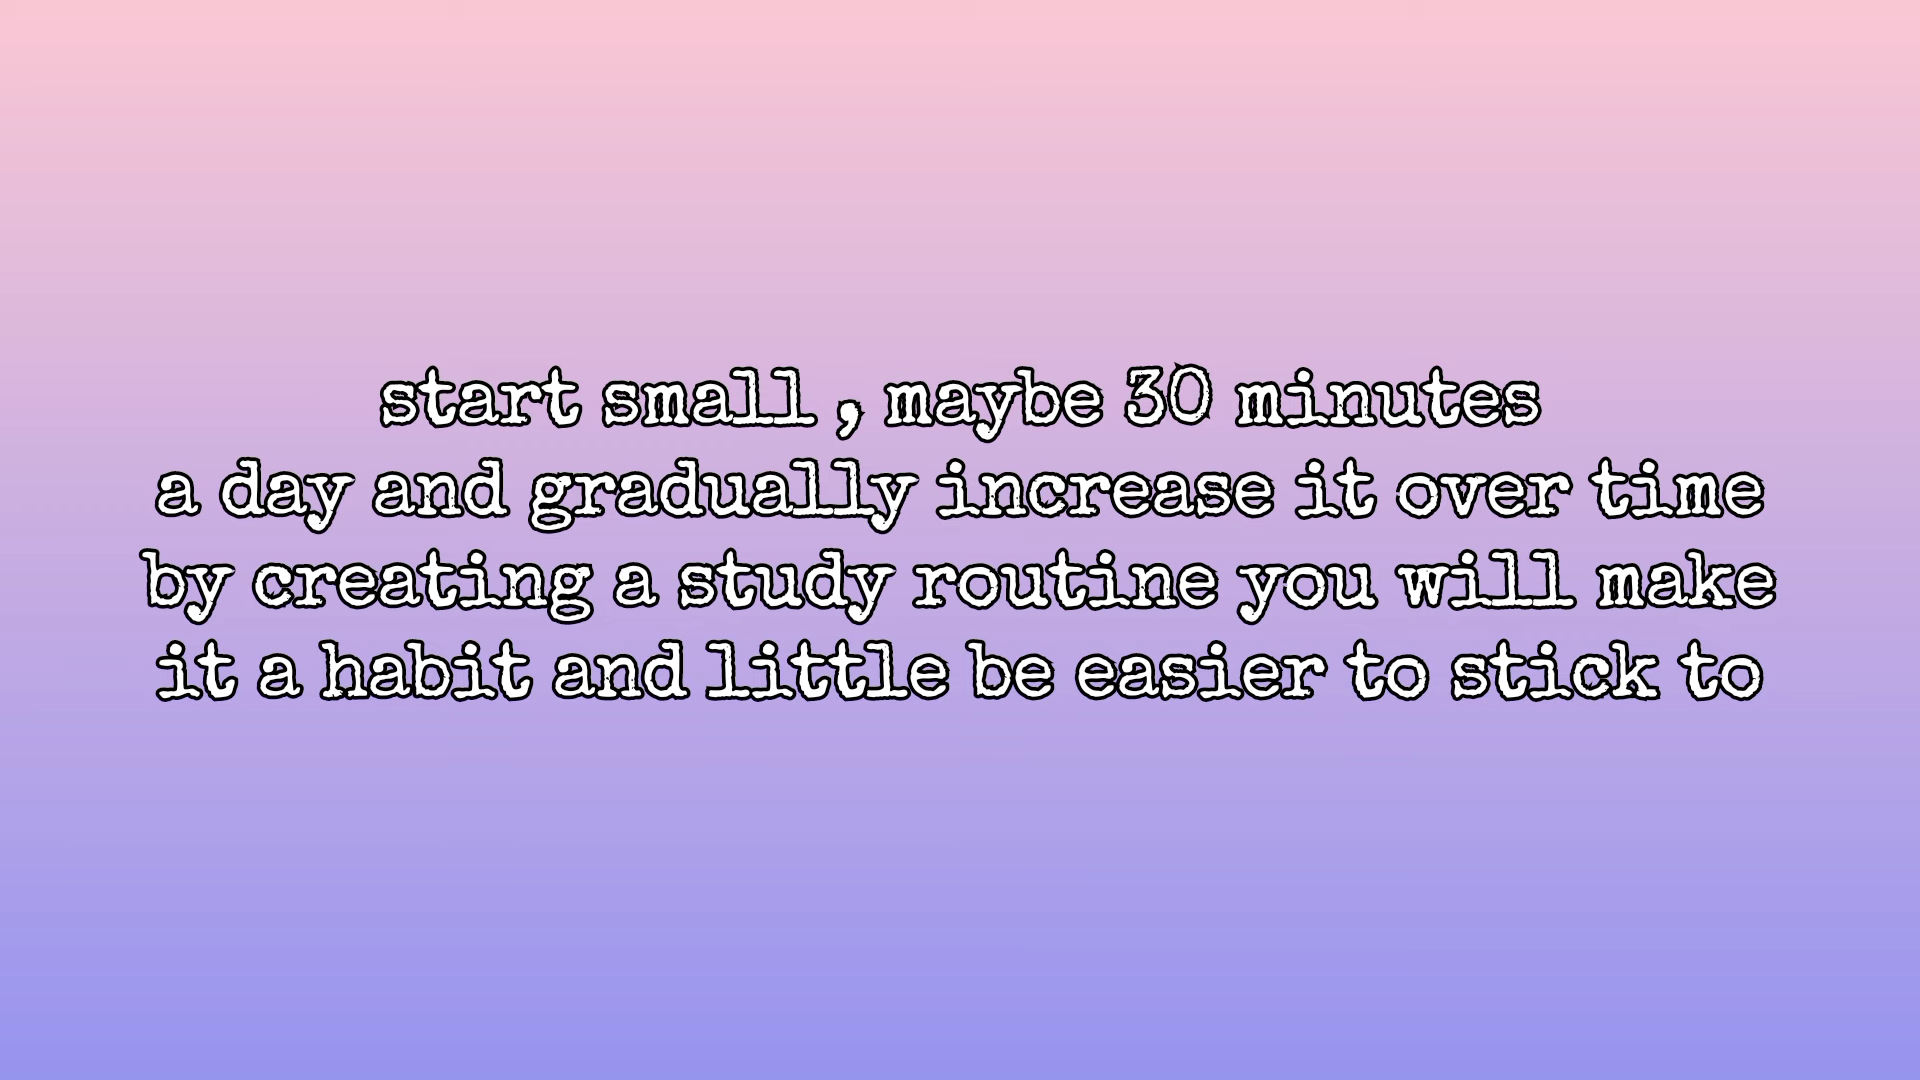 start small , maybe 30 minutes
a day and gradually increase it over time
by creating a study routine you will make
it a habit and little be easier to stick to